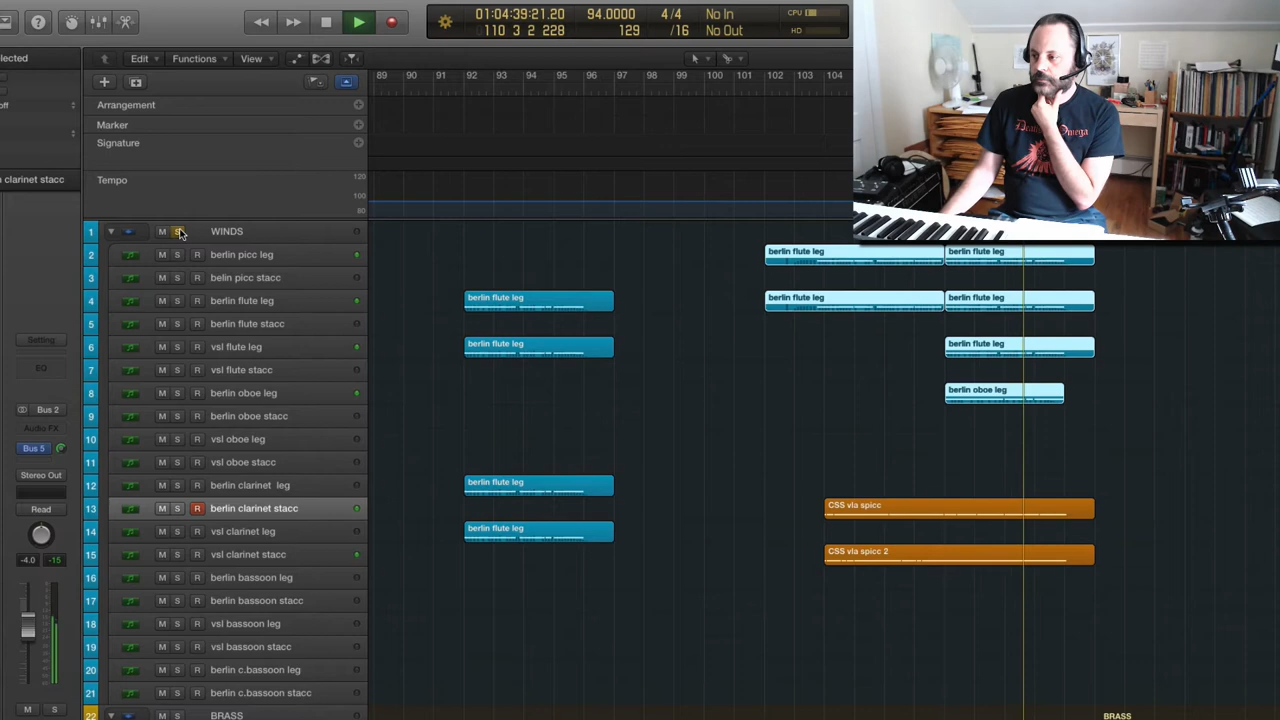 01:04:39:21.20 94.0000 4/4 No In CPU
110 3 2 228 129 /16 No Out HD
elected
Edit Functions View
89 90 91 92 93 94 95 96 97 98 99 100 101 102 103 104
off
Arrangement
Marker
Signature
n clarinet stacc
Tempo 120
100
80
1 M S WINDS
2 M S R berlin picc leg berlin flute leg berlin flute leg
3 M S R belin picc stacc
4 M S R berlin flute leg berlin flute leg berlin flute leg berlin flute leg
5 M S R berlin flute stacc
6 M S R vsl flute leg berlin flute leg berlin flute leg
7 M S R vsl flute stacc
8 M S R berlin oboe leg berlin oboe leg
9 M S R berlin oboe stacc
10 M S R vsl oboe leg
11 M S R vsl oboe stacc
12 M S R berlin clarinet leg berlin flute leg
13 M S R berlin clarinet stacc CSS vla spicc
14 M S R vsl clarinet leg berlin flute leg
15 M S R vsl clarinet stacc CSS vla spicc 2
16 M S R berlin bassoon leg
17 M S R berlin bassoon stacc
18 M S R vsl bassoon leg
19 M S R vsl bassoon stacc
20 M S R berlin c.bassoon leg
21 M S R berlin c.bassoon stacc
22 M S BRASS BRASS
Setting
EQ
Bus 2
Audio FX
Bus 5
Stereo Out
Read
-4.0 -15
M S